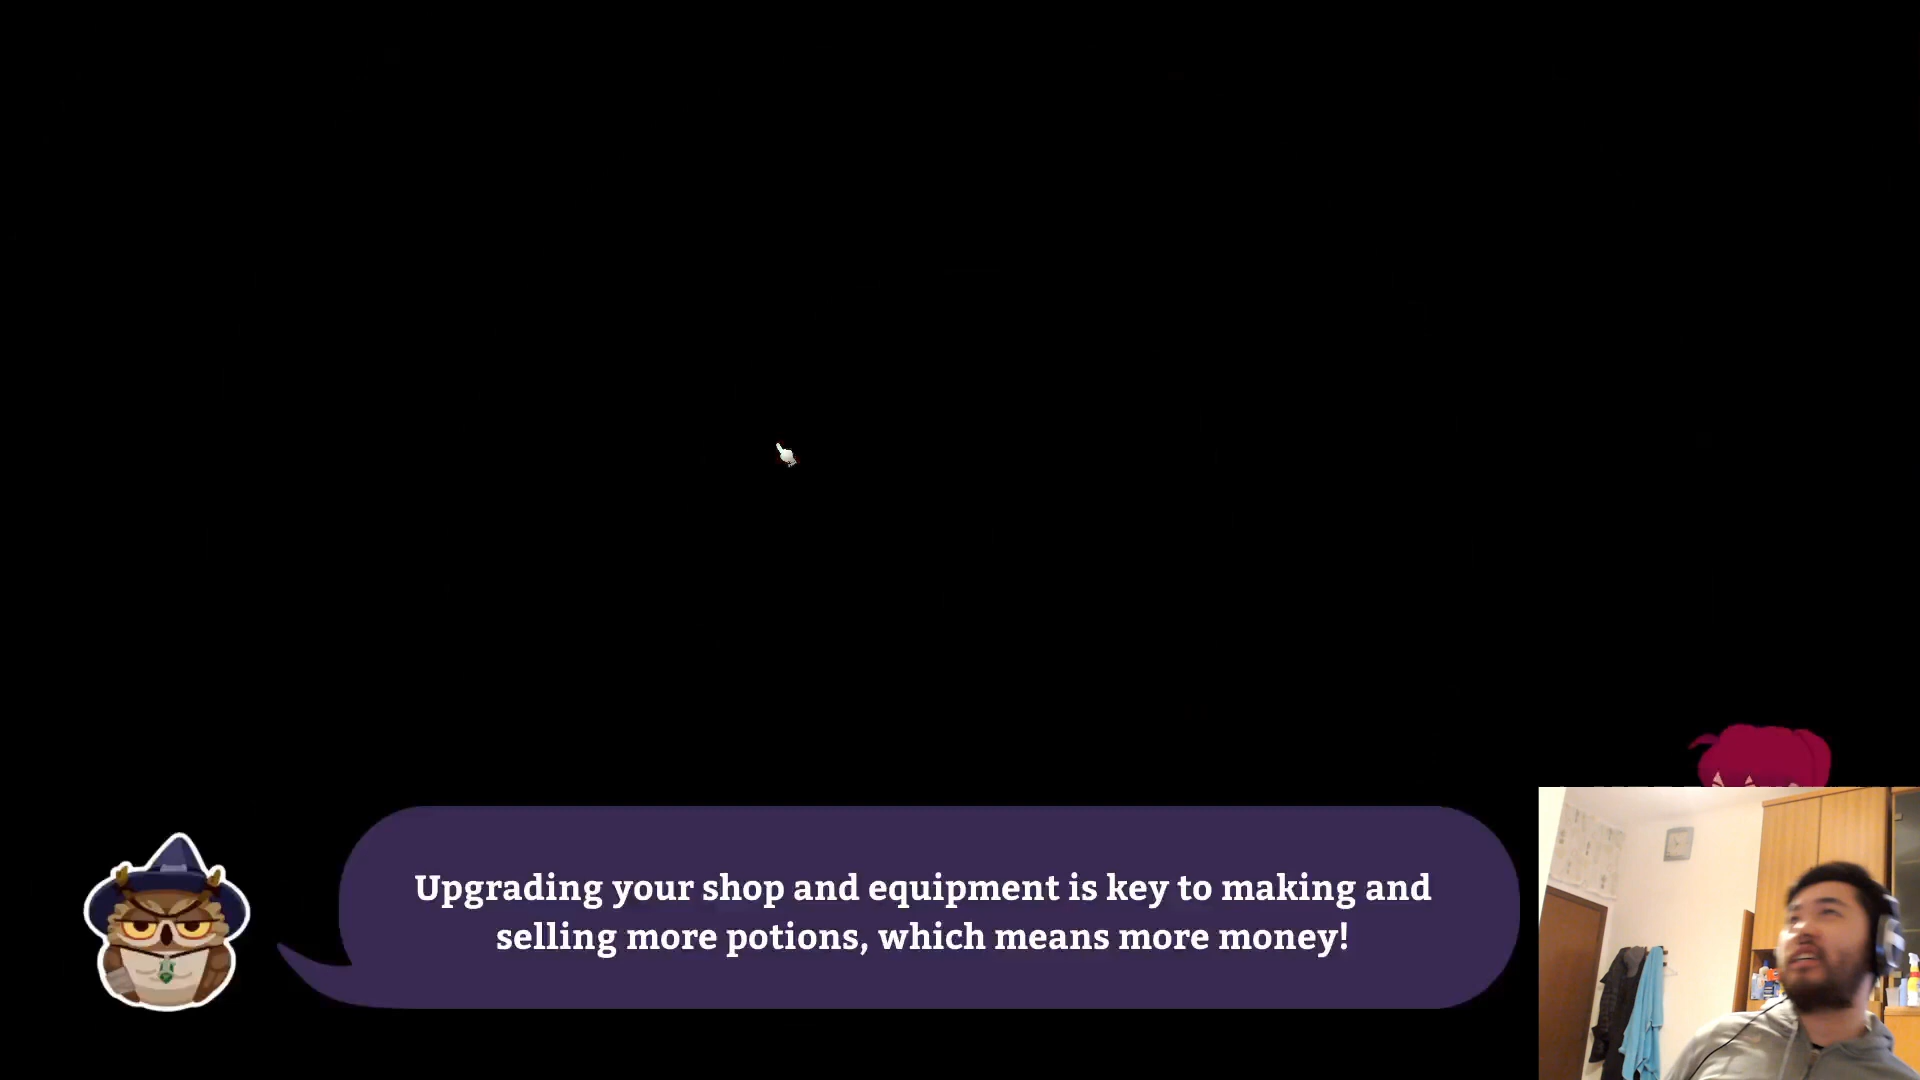 Upgrading your shop and equipment is key to making and
selling more potions, which means more money!